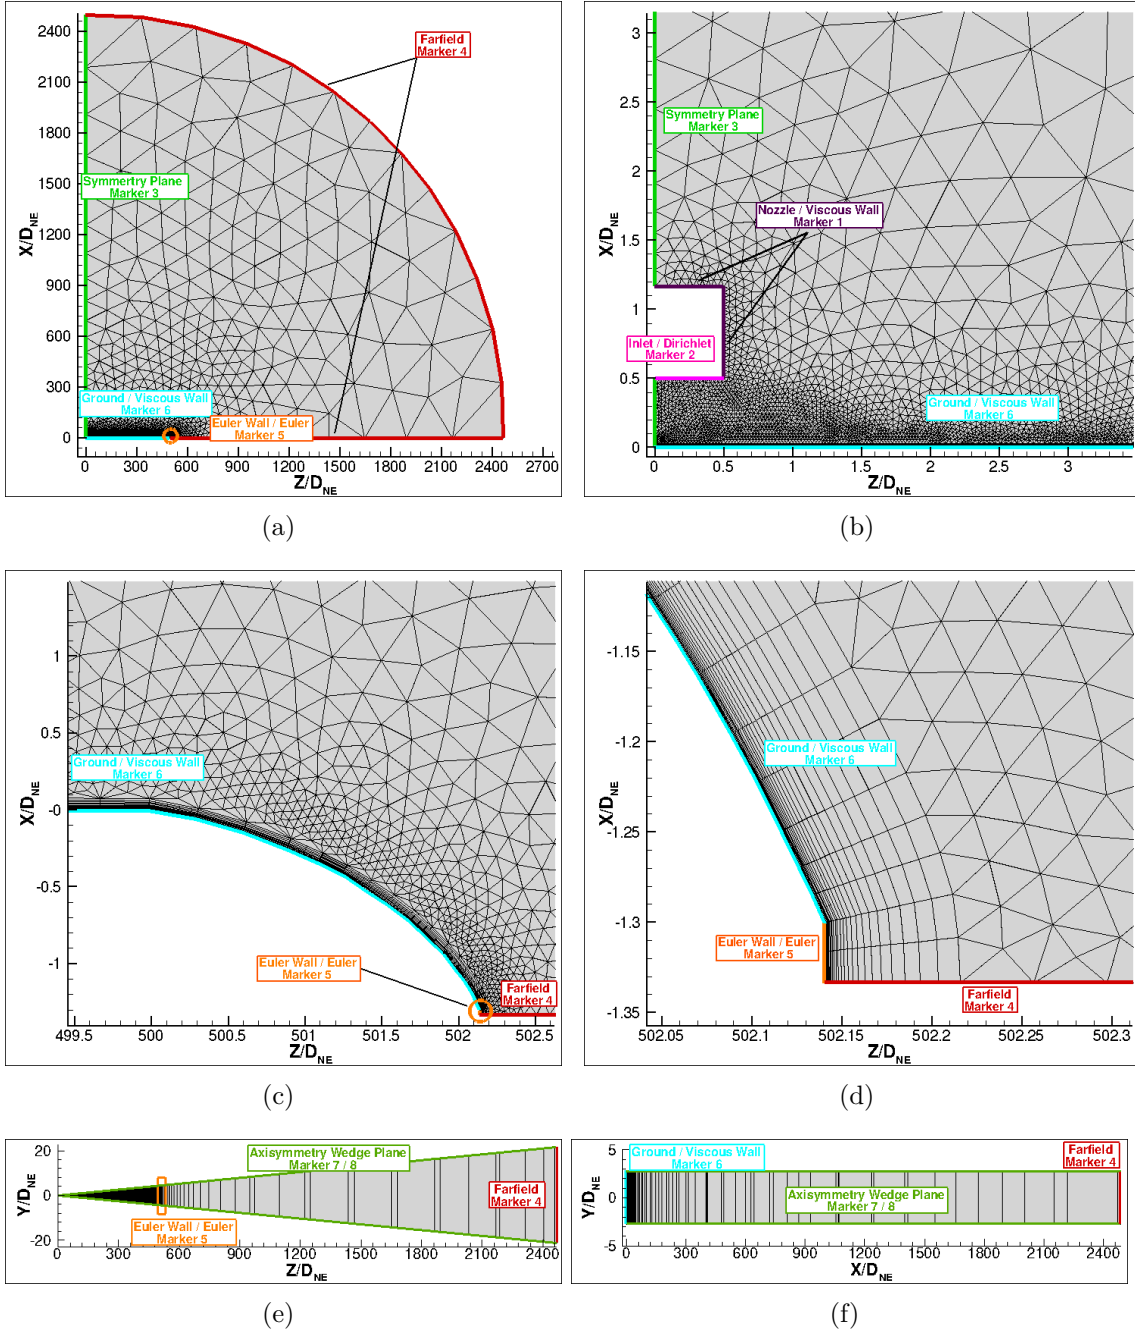 2400
2100
1800
1500
1200
900
600
300
0
X/D_NE
Farfield
Marker 4
Symmetry Plane
Marker 3
Ground / Viscous Wall
Marker 6
Euler Wall / Euler
Marker 5
0 300 600 900 1200 1500 1800 2100 2400 2700
Z/D_NE
(a)
3
2.5
2
1.5
1
0.5
0
X/D_NE
Symmetry Plane
Marker 3
Nozzle / Viscous Wall
Marker 1
Inlet / Dirichlet
Marker 2
Ground / Viscous Wall
Marker 6
0 0.5 1 1.5 2 2.5 3
Z/D_NE
(b)
1
0.5
-0
-0.5
-1
X/D_NE
Ground / Viscous Wall
Marker 6
Euler Wall / Euler
Marker 5
Farfield
Marker 4
499.5 500 500.5 501 501.5 502 502.5
Z/D_NE
(c)
-1.15
-1.2
-1.25
-1.3
-1.35
X/D_NE
Ground / Viscous Wall
Marker 6
Euler Wall / Euler
Marker 5
Farfield
Marker 4
502.05 502.1 502.15 502.2 502.25 502.3
Z/D_NE
(d)
20
0
-20
Y/D_NE
Axisymmetry Wedge Plane
Marker 7 / 8
Farfield
Marker 4
Euler Wall / Euler
Marker 5
0 300 600 900 1200 1500 1800 2100 2400
Z/D_NE
(e)
5
0
-5
Y/D_NE
Ground / Viscous Wall
Marker 6
Farfield
Marker 4
Axisymmetry Wedge Plane
Marker 7 / 8
0 300 600 900 1200 1500 1800 2100 2400
X/D_NE
(f)